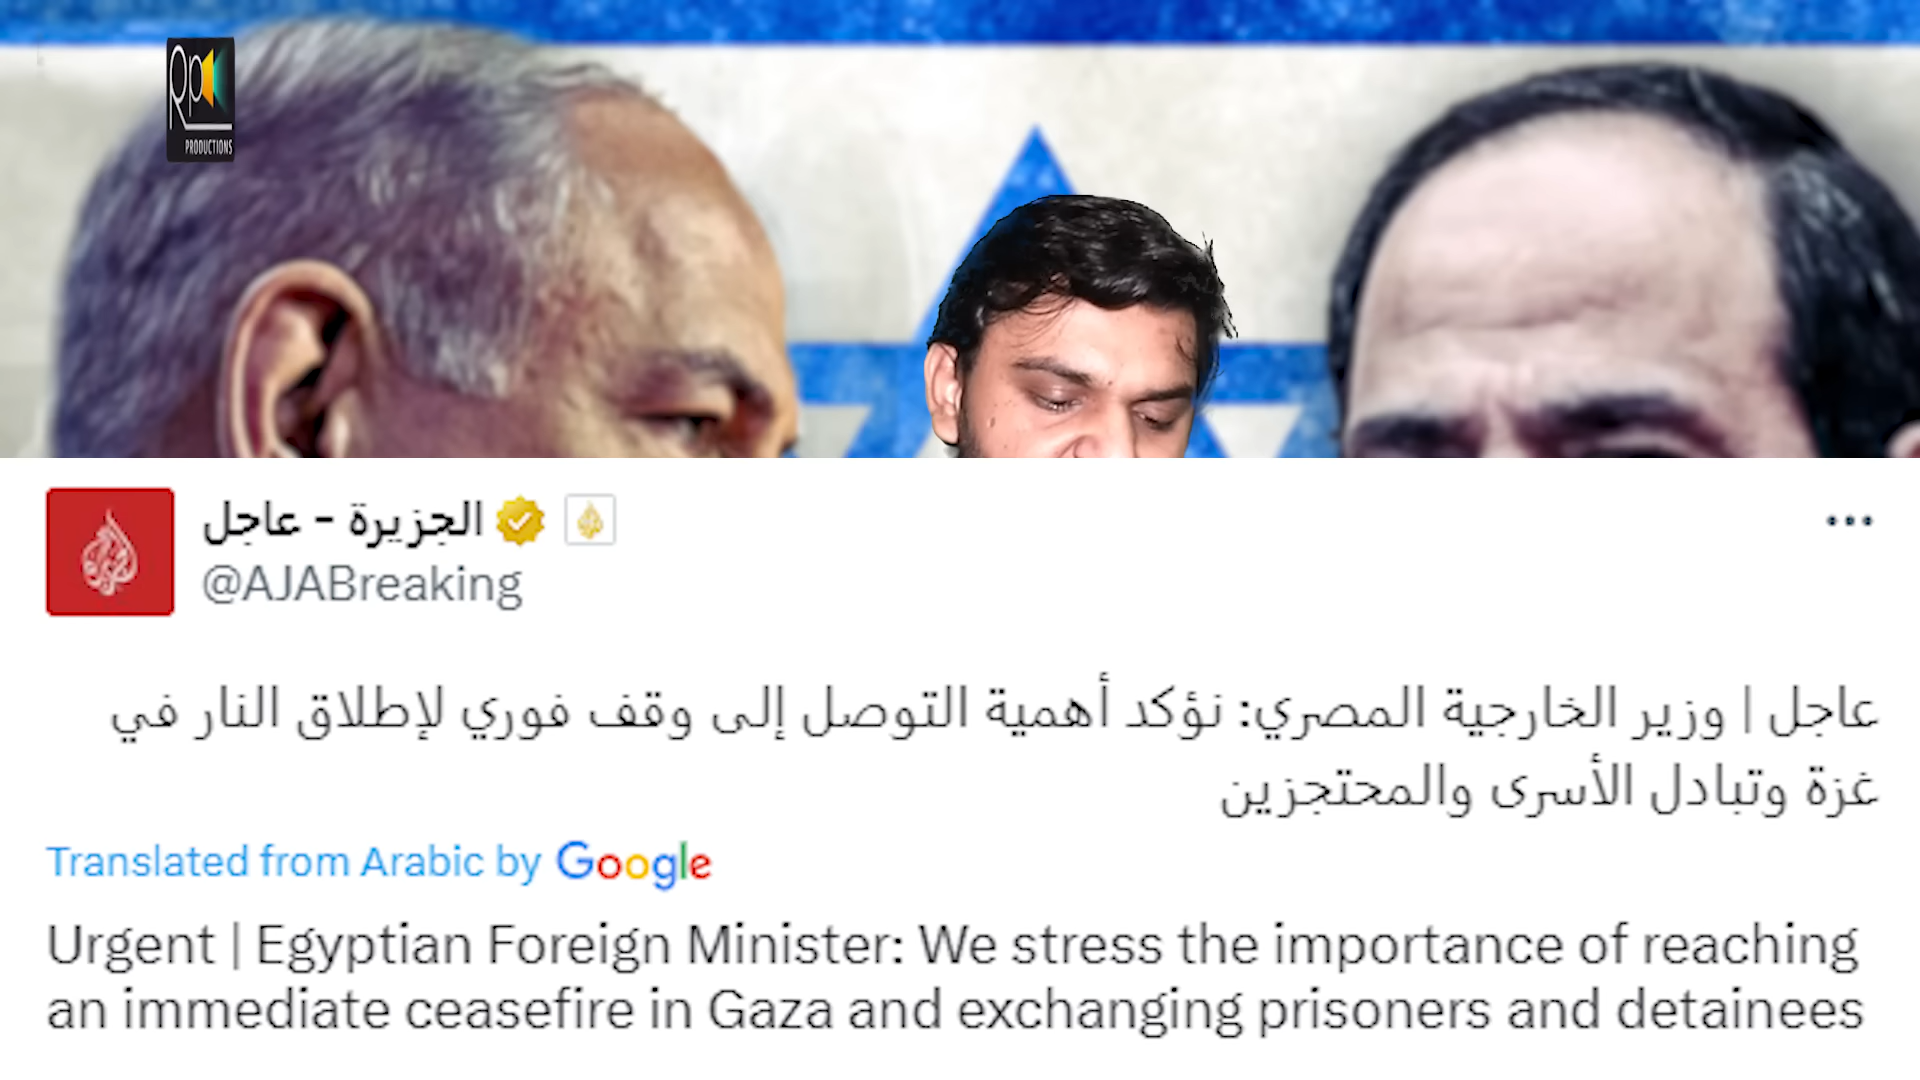 Rp
PRODUCTIONS
الجزيرة - عاجل
@AJABreaking
عاجل | وزير الخارجية المصري: نؤكد أهمية التوصل إلى وقف فوري لإطلاق النار في
غزة وتبادل الأسرى والمحتجزين
Translated from Arabic by Google
Urgent | Egyptian Foreign Minister: We stress the importance of reaching
an immediate ceasefire in Gaza and exchanging prisoners and detainees